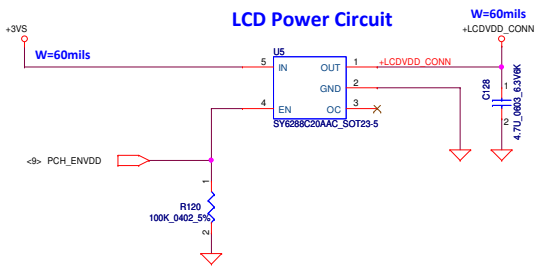 LCD Power Circuit
W=60mils
+3VS
+LCDVDD_CONN
W=60mils
U5
5 IN OUT 1 +LCDVDD_CONN
GND 2
4 EN OC 3
SY6288C20AAC_SOT23-5
C128
1
2
4.7U_0603_6.3V6K
<9> PCH_ENVDD
1
R120
100K_0402_5%
2